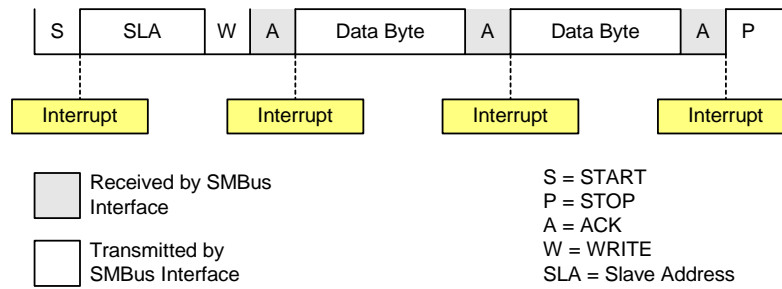 S SLA W A Data Byte A Data Byte A P
Interrupt Interrupt Interrupt Interrupt
Received by SMBus
Interface
Transmitted by
SMBus Interface
S = START
P = STOP
A = ACK
W = WRITE
SLA = Slave Address